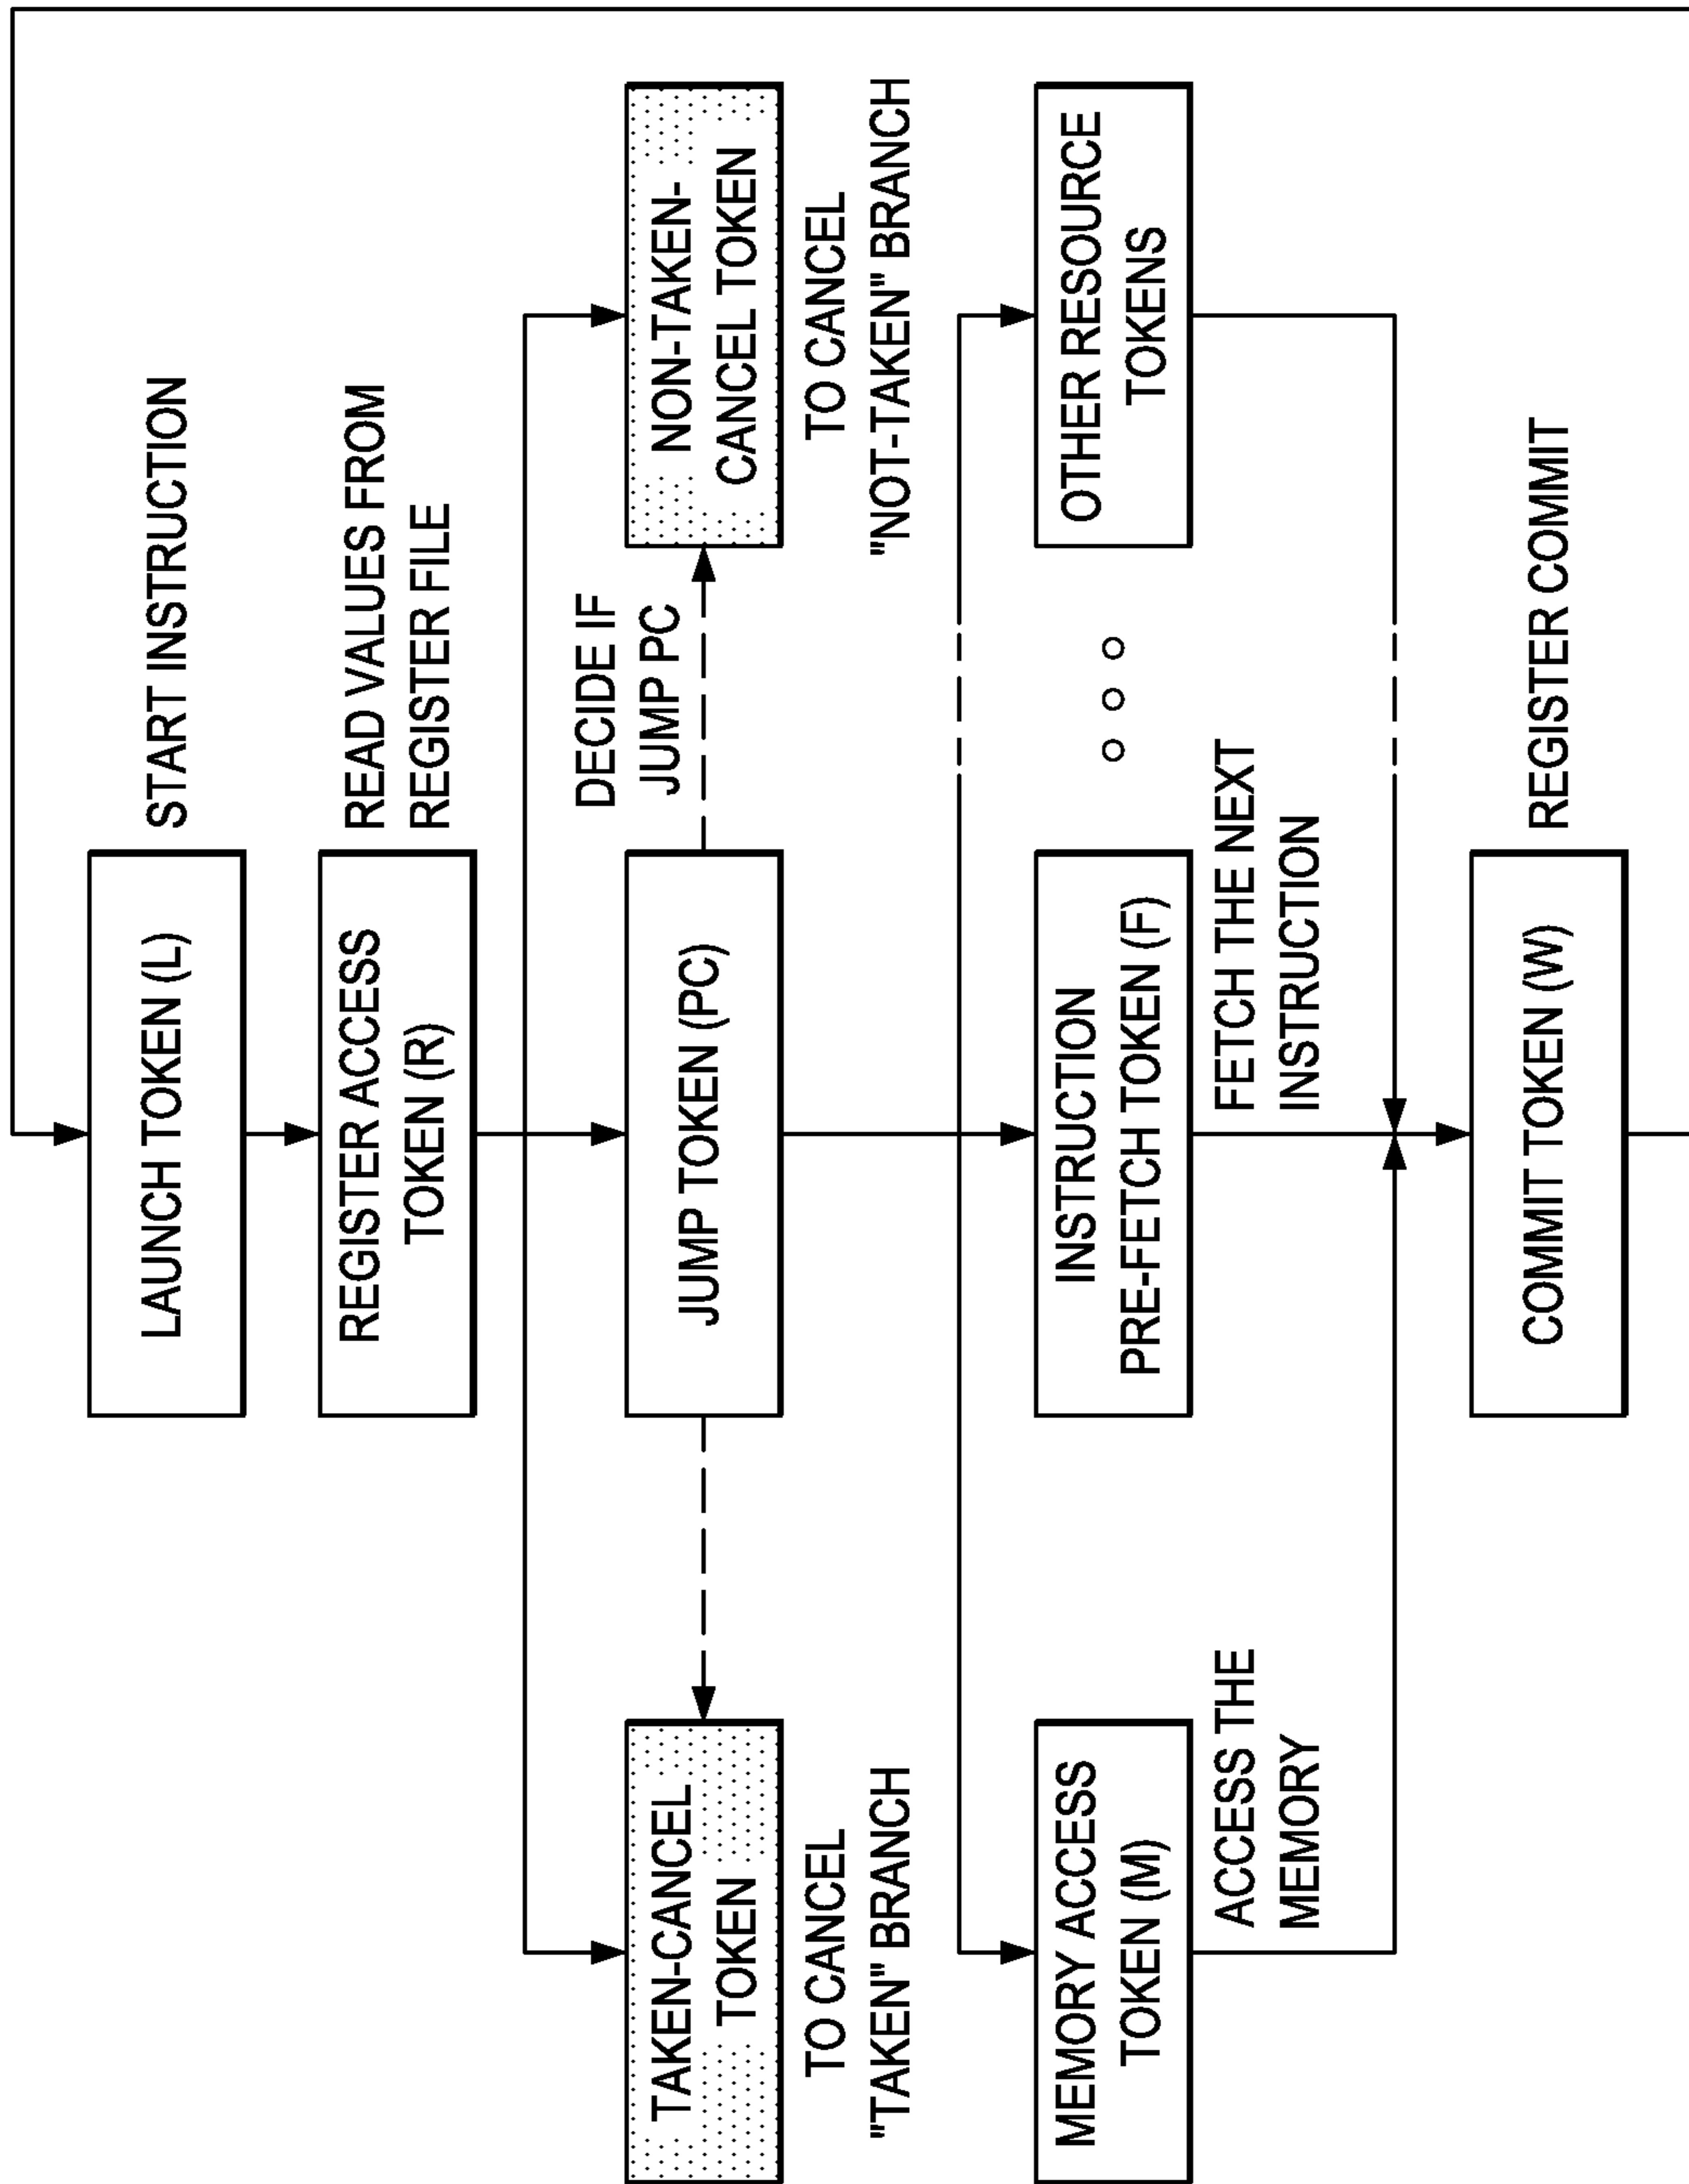 LAUNCH TOKEN (L)
START INSTRUCTION
REGISTER ACCESS
TOKEN (R)
READ VALUES FROM
REGISTER FILE
TAKEN-CANCEL
TOKEN
TO CANCEL
"TAKEN" BRANCH
JUMP TOKEN (PC)
DECIDE IF
JUMP PC
NON-TAKEN-
CANCEL TOKEN
TO CANCEL
"NOT-TAKEN" BRANCH
MEMORY ACCESS
TOKEN (M)
ACCESS THE
MEMORY
INSTRUCTION
PRE-FETCH TOKEN (F)
FETCH THE NEXT
INSTRUCTION
OTHER RESOURCE
TOKENS
COMMIT TOKEN (W)
REGISTER COMMIT